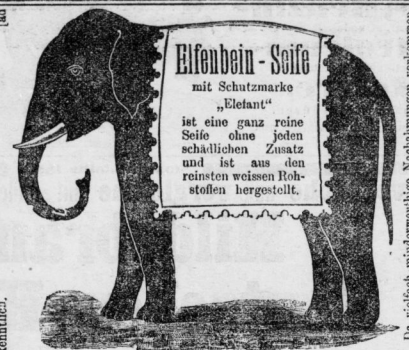 Elfenbein - Seife
mit Schutzmarke
„Elefant“
ist eine ganz reine
Seife ohne jeden
schädlichen Zusatz
und ist aus den
reinsten weissen Roh-
stoffen hergestellt.